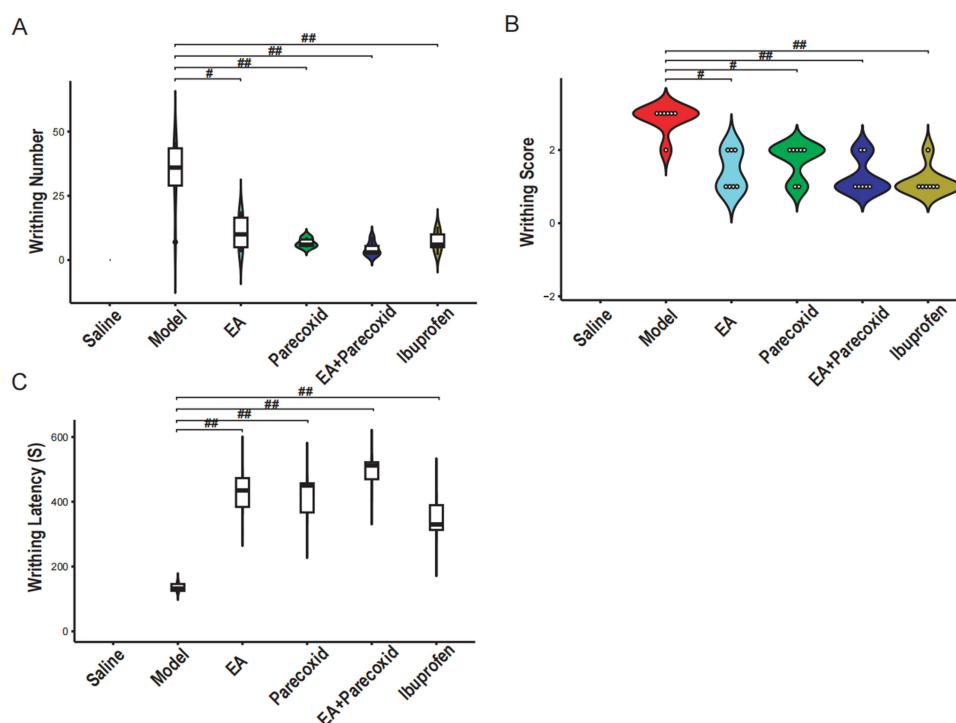 A
##
##
##
#
Writhing Number
50
25
0
Saline
Model
EA
Parecoxid
EA+Parecoxid
Ibuprofen
B
##
##
#
#
Writhing Score
2
0
−2
Saline
Model
EA
Parecoxid
EA+Parecoxid
Ibuprofen
C
##
##
##
##
Writhing Latency (S)
600
400
200
0
Saline
Model
EA
Parecoxid
EA+Parecoxid
Ibuprofen